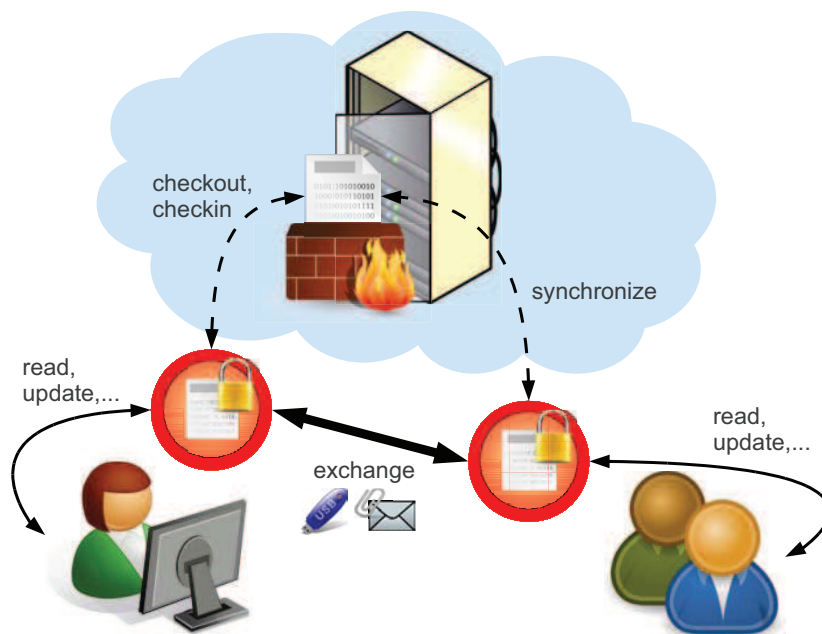 checkout,
checkin
synchronize
read,
update,...
read,
update,...
exchange
USB